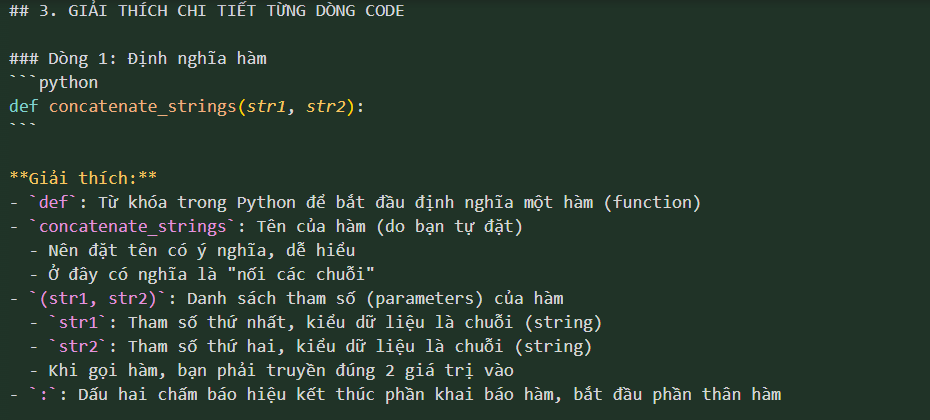 ## 3. GIẢI THÍCH CHI TIẾT TỪNG DÒNG CODE
### Dòng 1: Định nghĩa hàm
```python
def concatenate_strings(str1, str2):
```
**Giải thích:**
- `def`: Từ khóa trong Python để bắt đầu định nghĩa một hàm (function)
- `concatenate_strings`: Tên của hàm (do bạn tự đặt)
  - Nên đặt tên có ý nghĩa, dễ hiểu
  - Ở đây có nghĩa là "nối các chuỗi"
- `(str1, str2)`: Danh sách tham số (parameters) của hàm
  - `str1`: Tham số thứ nhất, kiểu dữ liệu là chuỗi (string)
  - `str2`: Tham số thứ hai, kiểu dữ liệu là chuỗi (string)
  - Khi gọi hàm, bạn phải truyền đúng 2 giá trị vào
- `:`: Dấu hai chấm báo hiệu kết thúc phần khai báo hàm, bắt đầu phần thân hàm